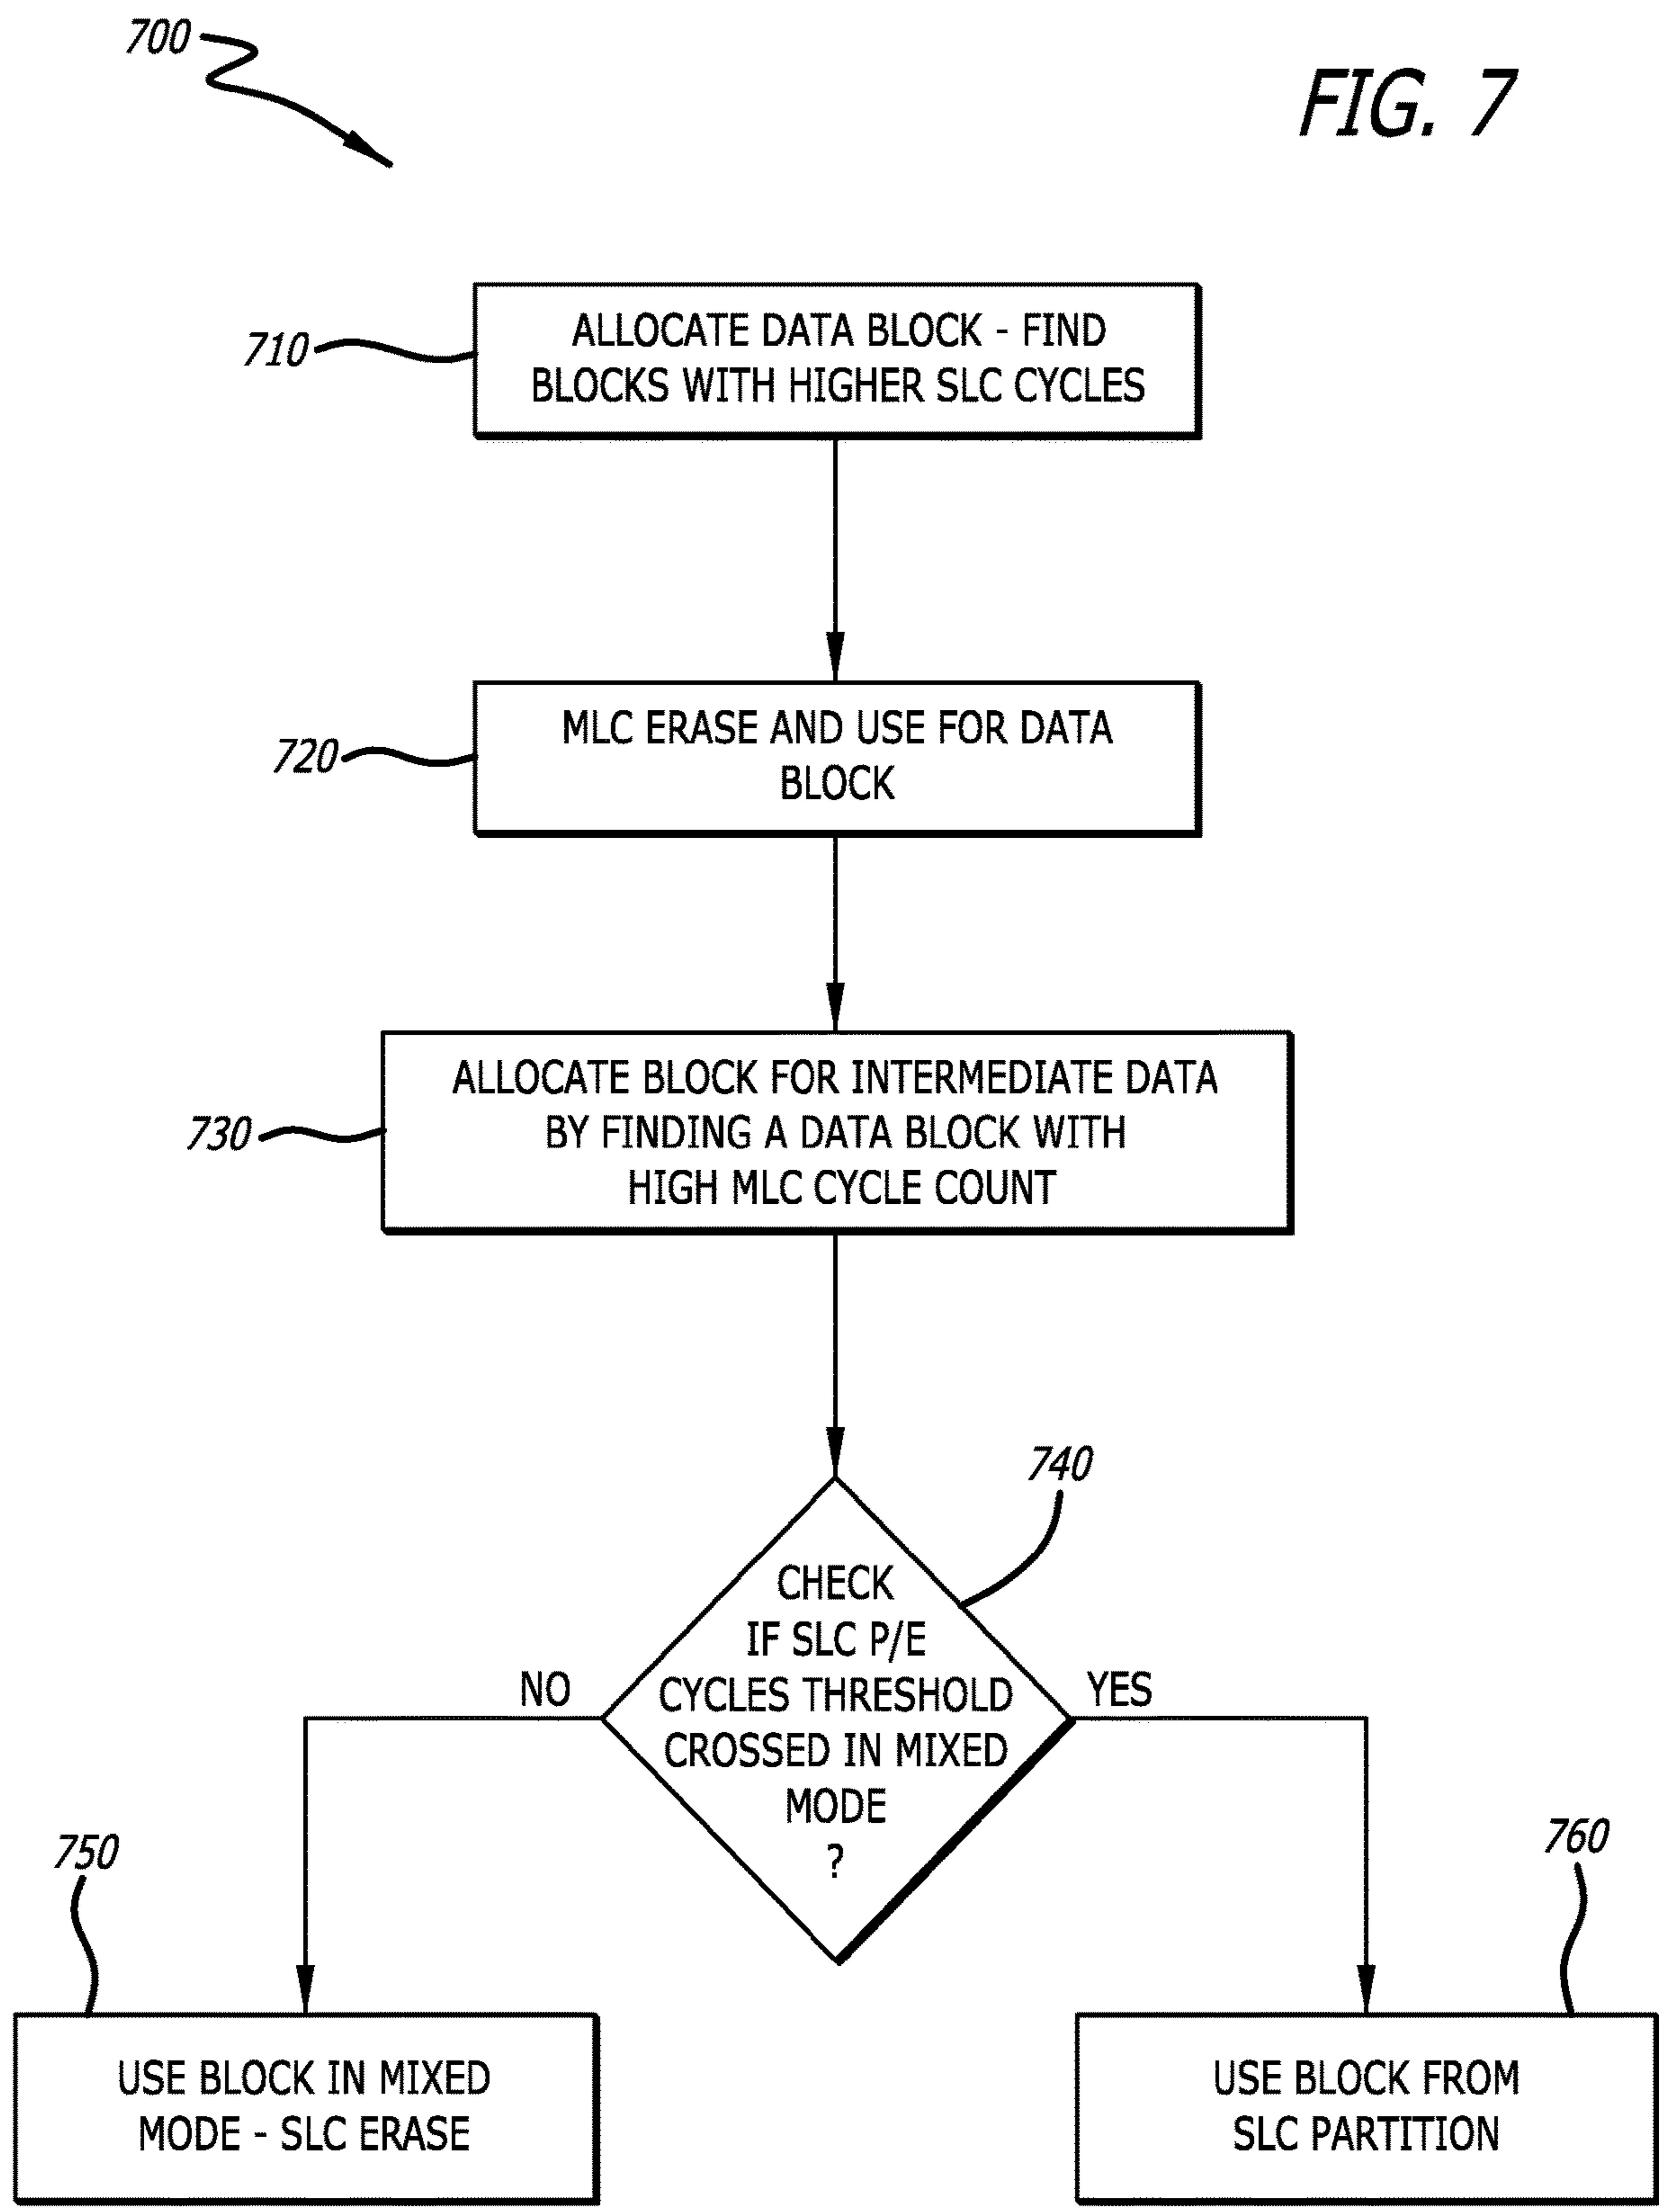 700
FIG. 7
710
ALLOCATE DATA BLOCK - FIND
BLOCKS WITH HIGHER SLC CYCLES
720
MLC ERASE AND USE FOR DATA
BLOCK
730
ALLOCATE BLOCK FOR INTERMEDIATE DATA
BY FINDING A DATA BLOCK WITH
HIGH MLC CYCLE COUNT
740
CHECK
IF SLC P/E
CYCLES THRESHOLD
CROSSED IN MIXED
MODE
?
NO
YES
750
USE BLOCK IN MIXED
MODE - SLC ERASE
760
USE BLOCK FROM
SLC PARTITION